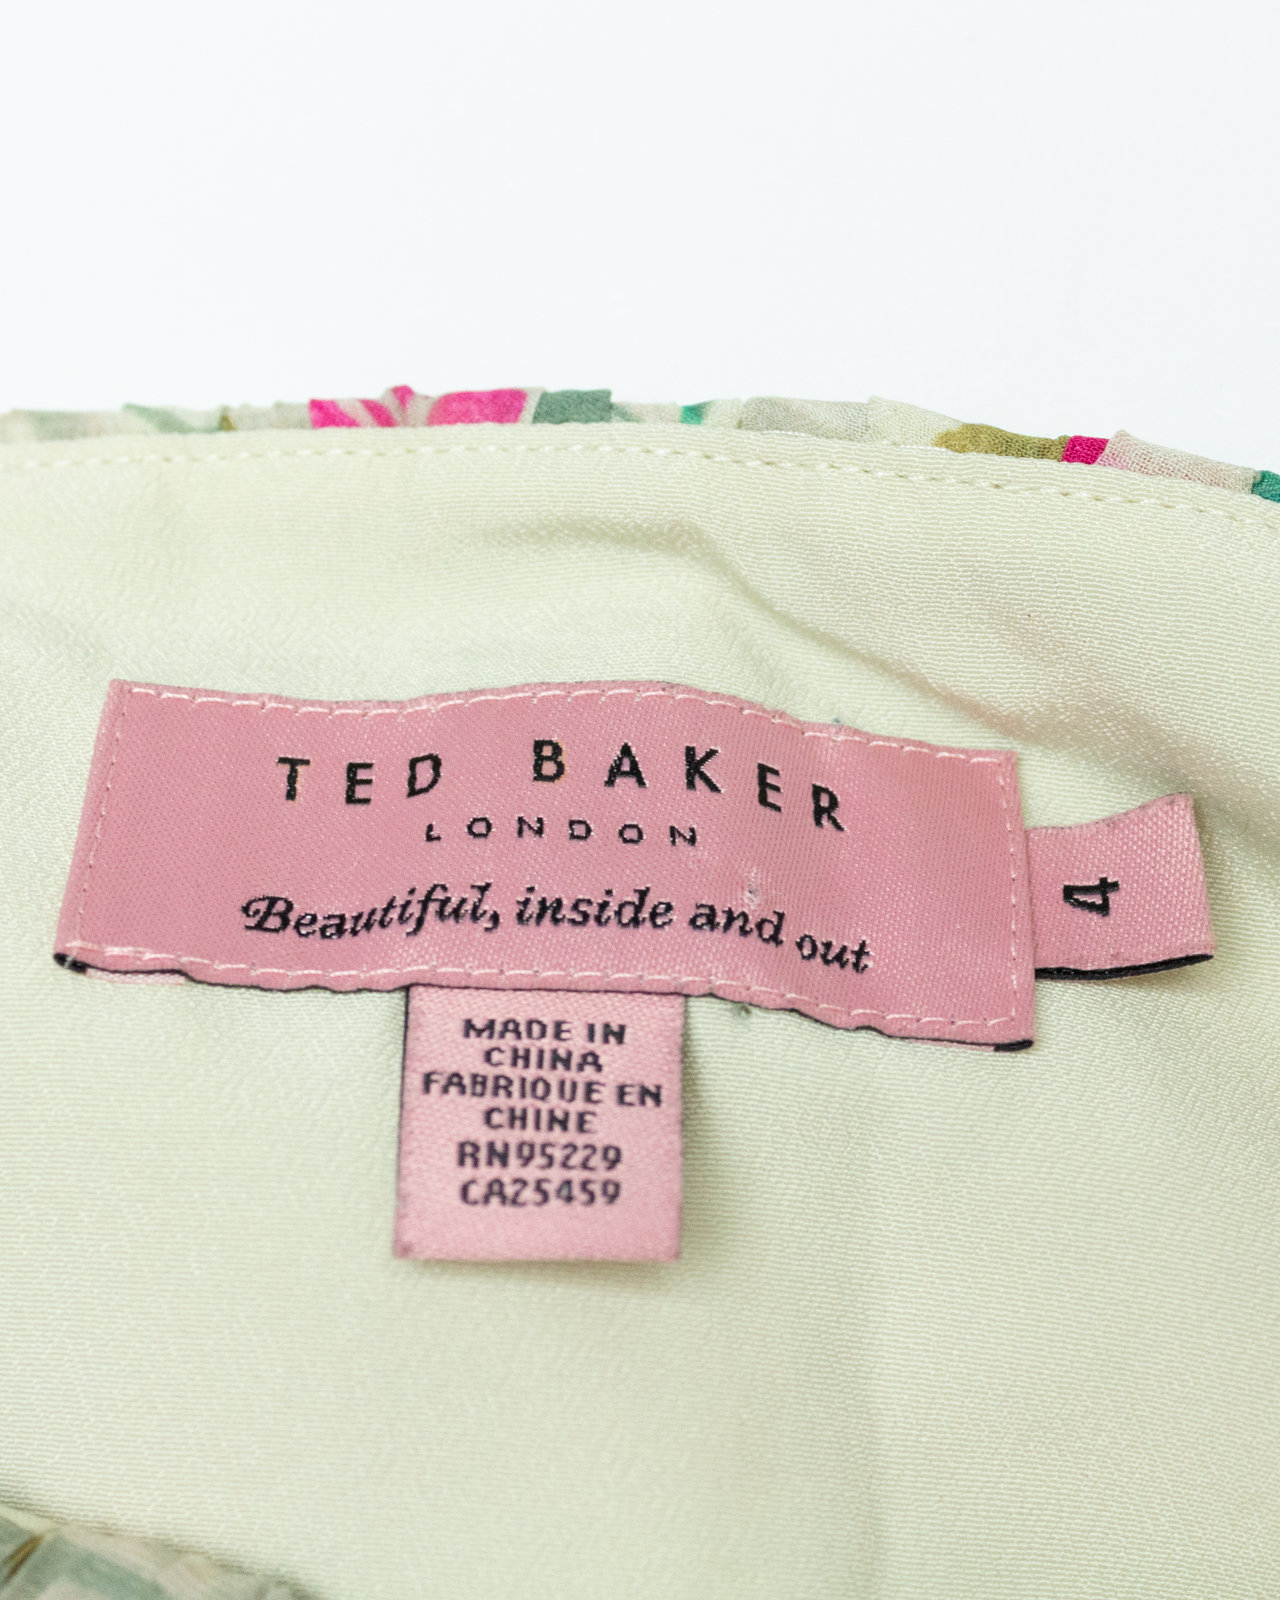 TED BAKER
LONDON
Beautiful, inside and out
4
MADE IN
CHINA
FABRIQUE EN
CHINE
RN95229
CA25459